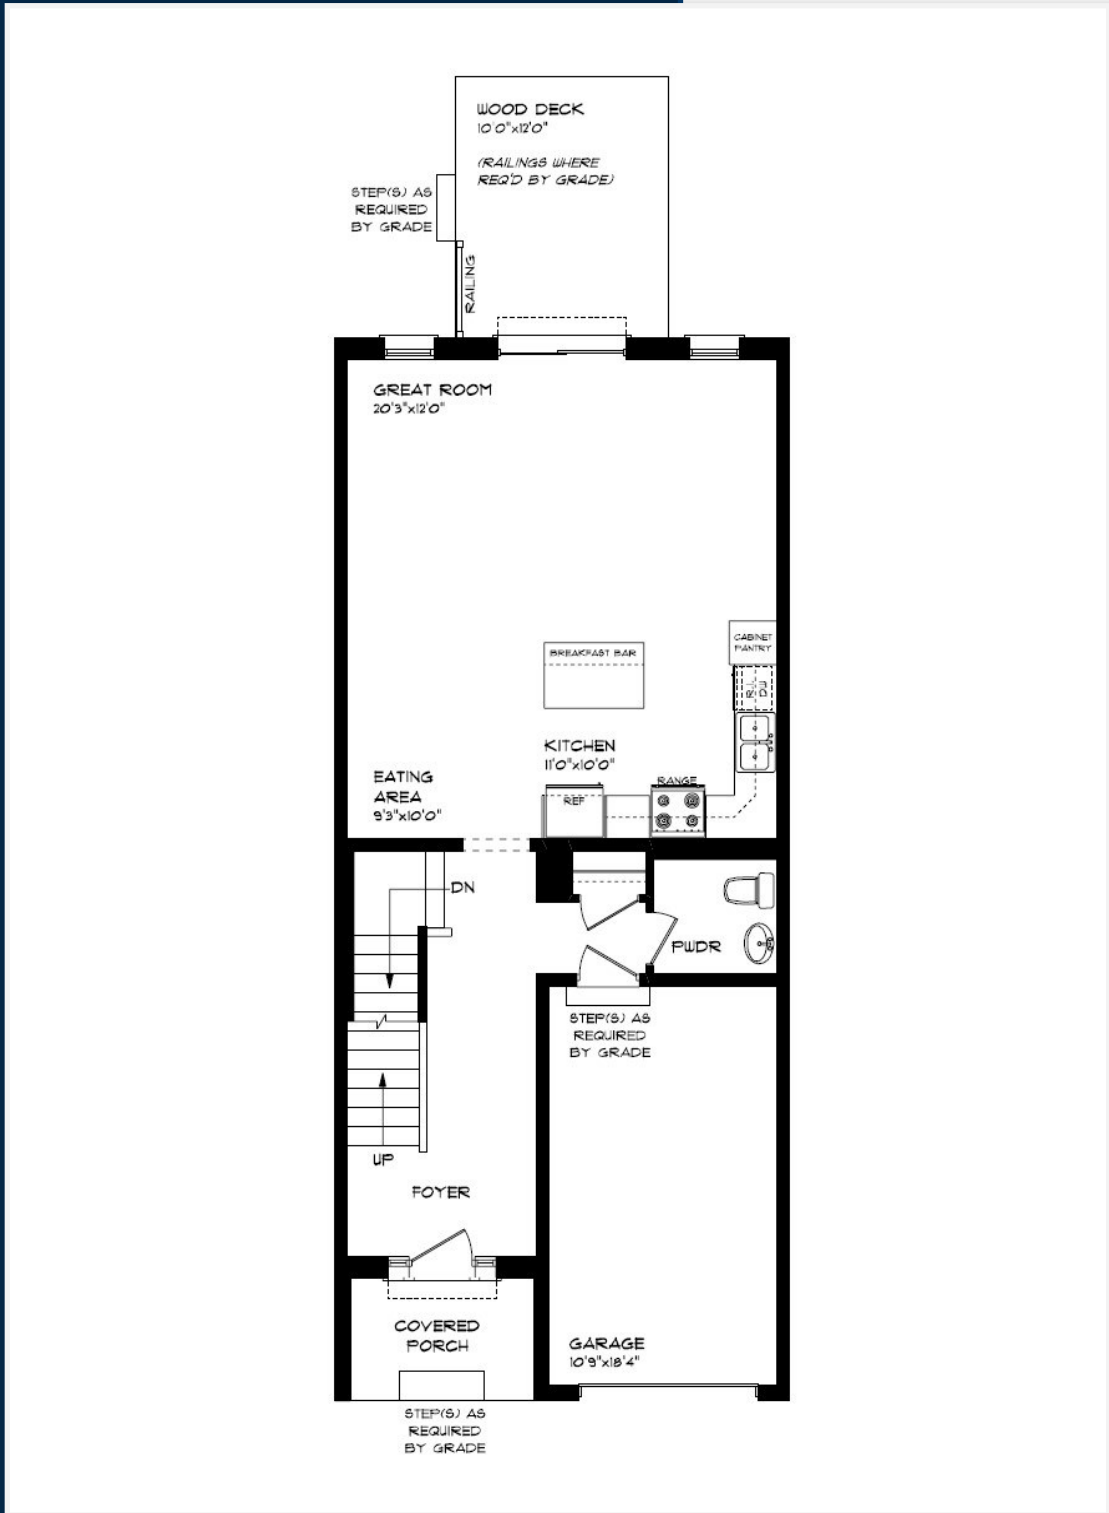 WOOD DECK
10'0"x12'0"
(RAILINGS WHERE
REQ'D BY GRADE)
STEP(S) AS
REQUIRED
BY GRADE
RAILING
GREAT ROOM
20'3"x12'0"
CABINET
PANTRY
BREAKFAST BAR
R.I.
DW
KITCHEN
11'0"x10'0"
EATING
AREA
9'3"x10'0"
RANGE
REF
DN
PWDR
STEP(S) AS
REQUIRED
BY GRADE
UP
FOYER
COVERED
PORCH
GARAGE
10'9"x18'4"
STEP(S) AS
REQUIRED
BY GRADE